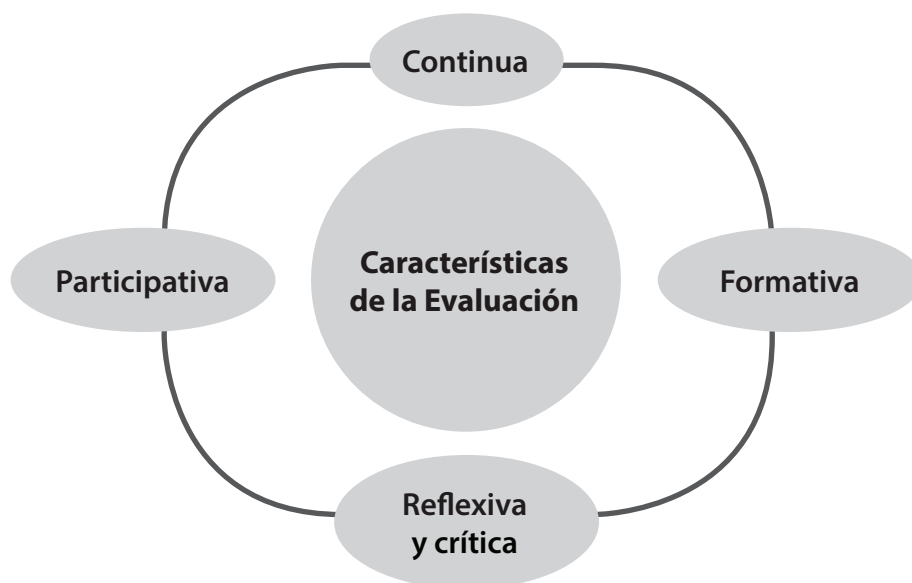 Continua
Participativa
Características
de la Evaluación
Formativa
Reflexiva
y crítica